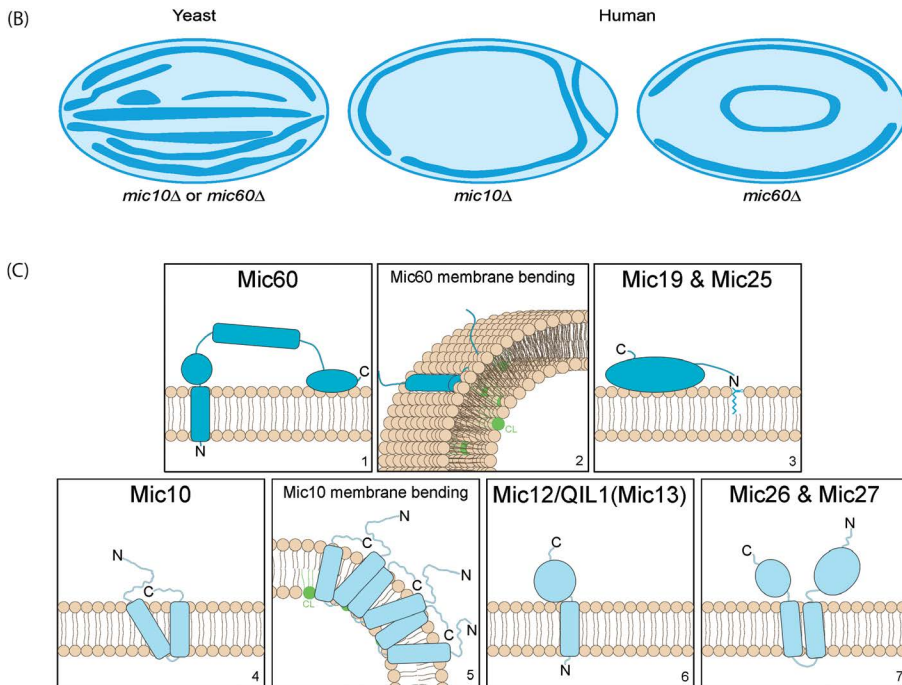 (B)
Yeast
Human
mic10Δ or mic60Δ
mic10Δ
mic60Δ
(C)
Mic60
C
N
1
Mic60 membrane bending
CL
2
Mic19 & Mic25
C
N
3
Mic10
N
C
4
Mic10 membrane bending
N
C
N
C
N
C
CL
5
Mic12/QIL1(Mic13)
C
N
6
Mic26 & Mic27
N
C
7